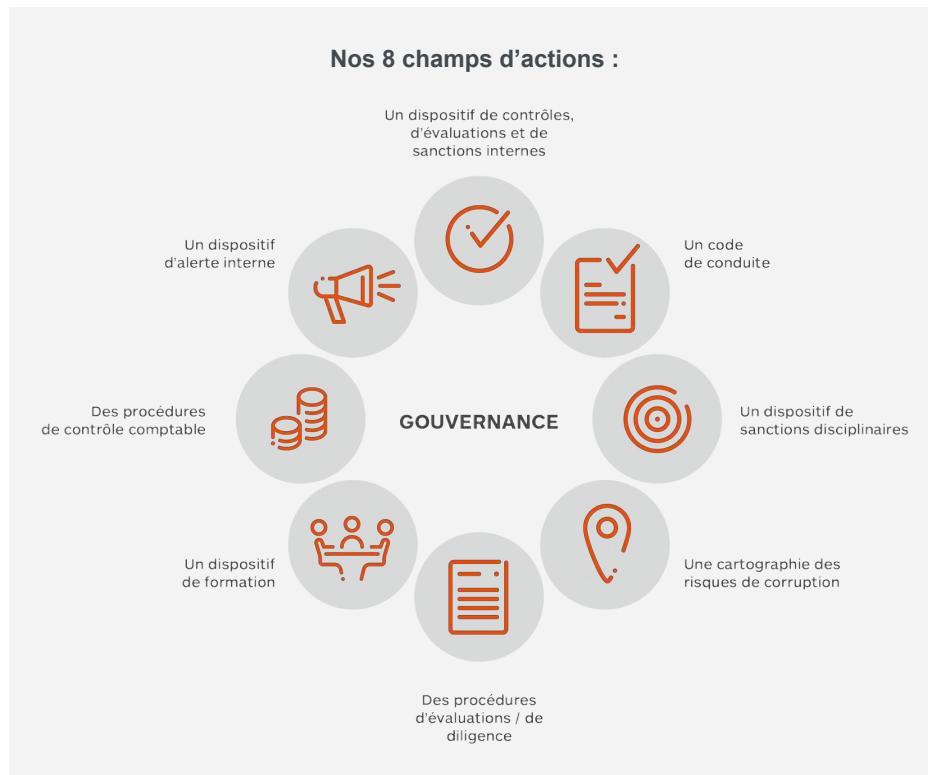 Nos 8 champs d’actions :
Un dispositif de contrôles,
d’évaluations et de
sanctions internes
Un dispositif
d’alerte interne
Un code
de conduite
Des procédures
de contrôle comptable
GOUVERNANCE
Un dispositif de
sanctions disciplinaires
Un dispositif
de formation
Une cartographie des
risques de corruption
Des procédures
d’évaluations / de
diligence